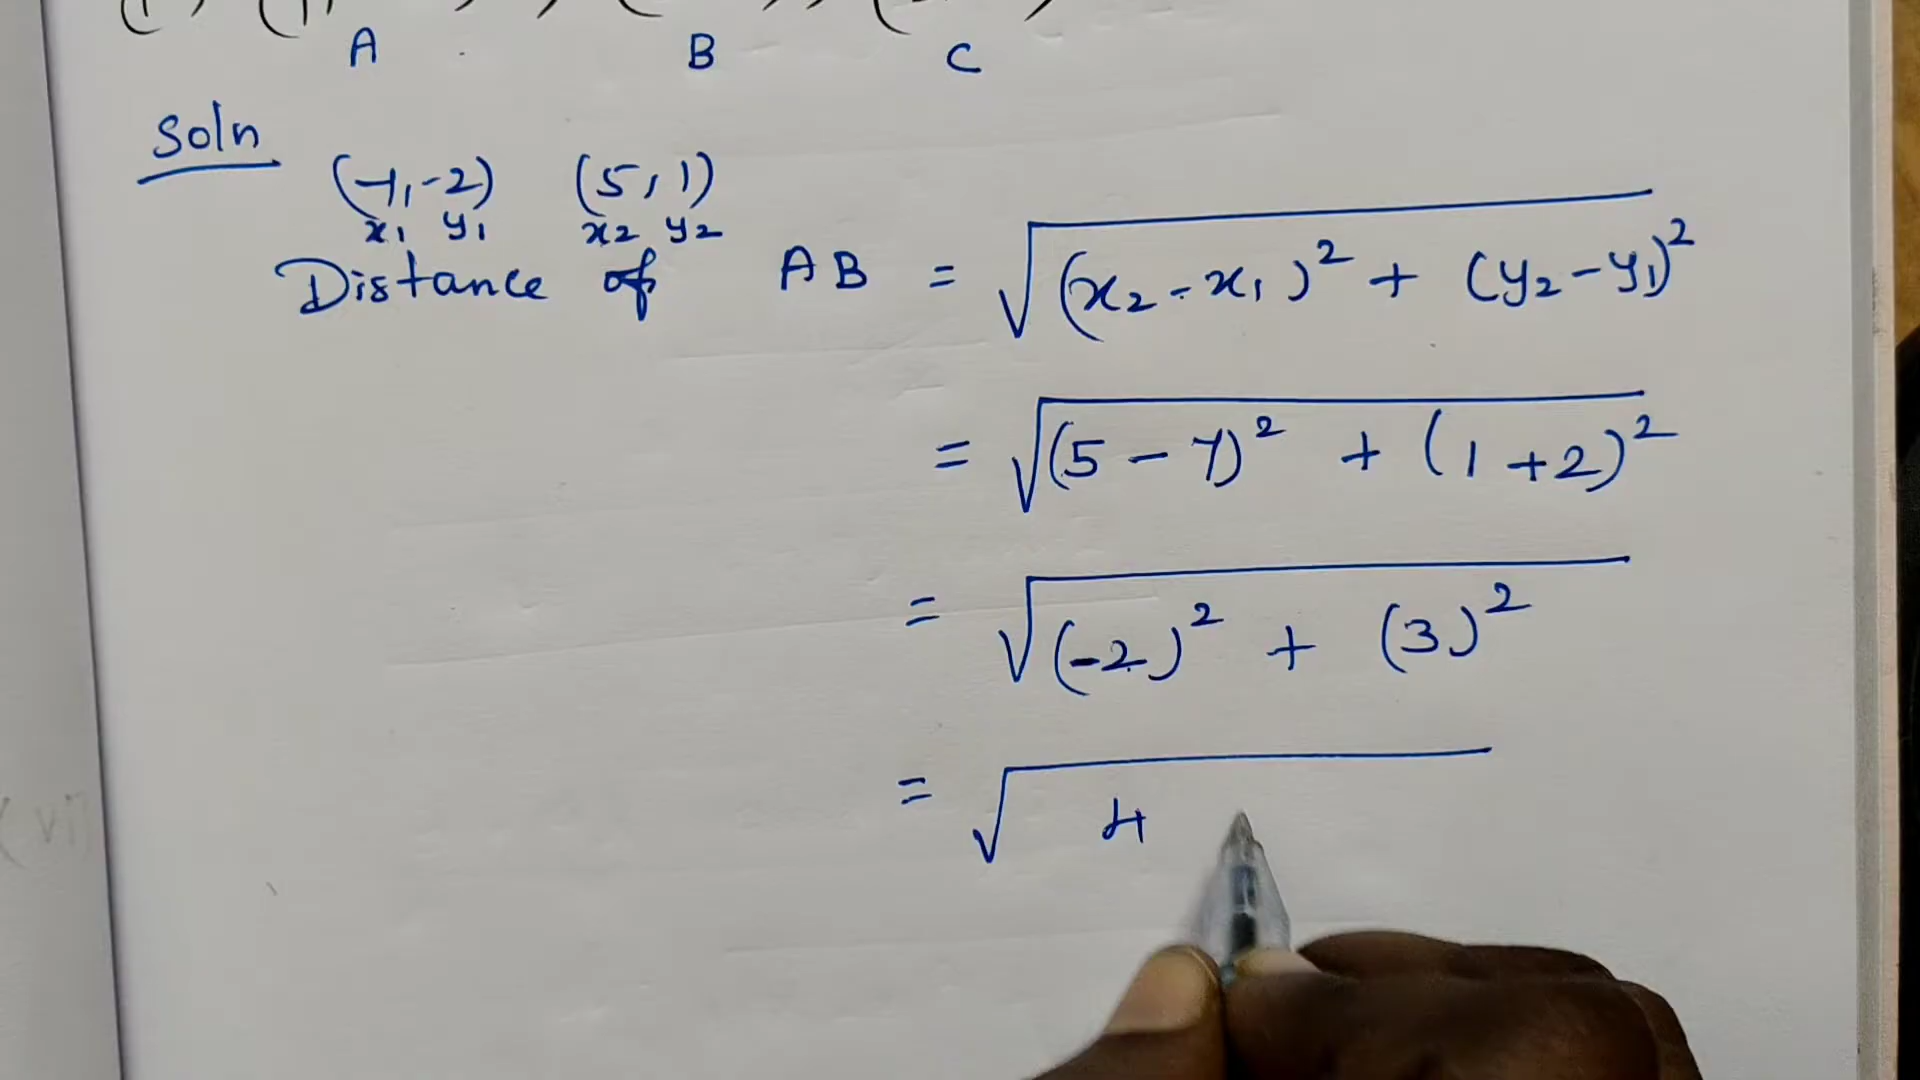 A B C
Soln
(7, -2) (5, 1)
x₁ y₁ x₂ y₂
Distance of AB = √(x₂ - x₁)² + (y₂ - y₁)²
= √(5 - 7)² + (1 + 2)²
= √(-2)² + (3)²
= √4